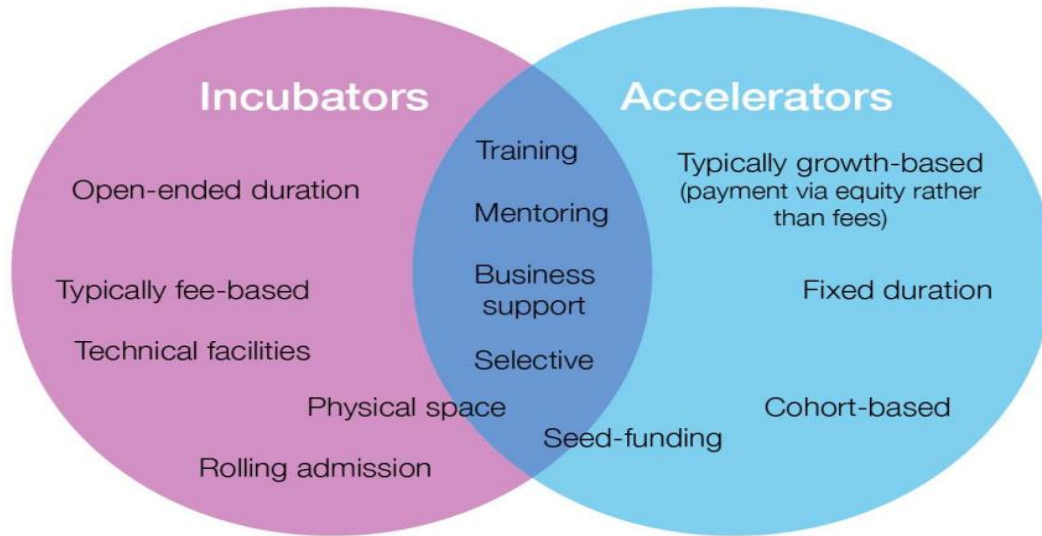 Incubators
Open-ended duration
Typically fee-based
Technical facilities
Physical space
Rolling admission
Training
Mentoring
Business
support
Selective
Seed-funding
Accelerators
Typically growth-based
(payment via equity rather
than fees)
Fixed duration
Cohort-based